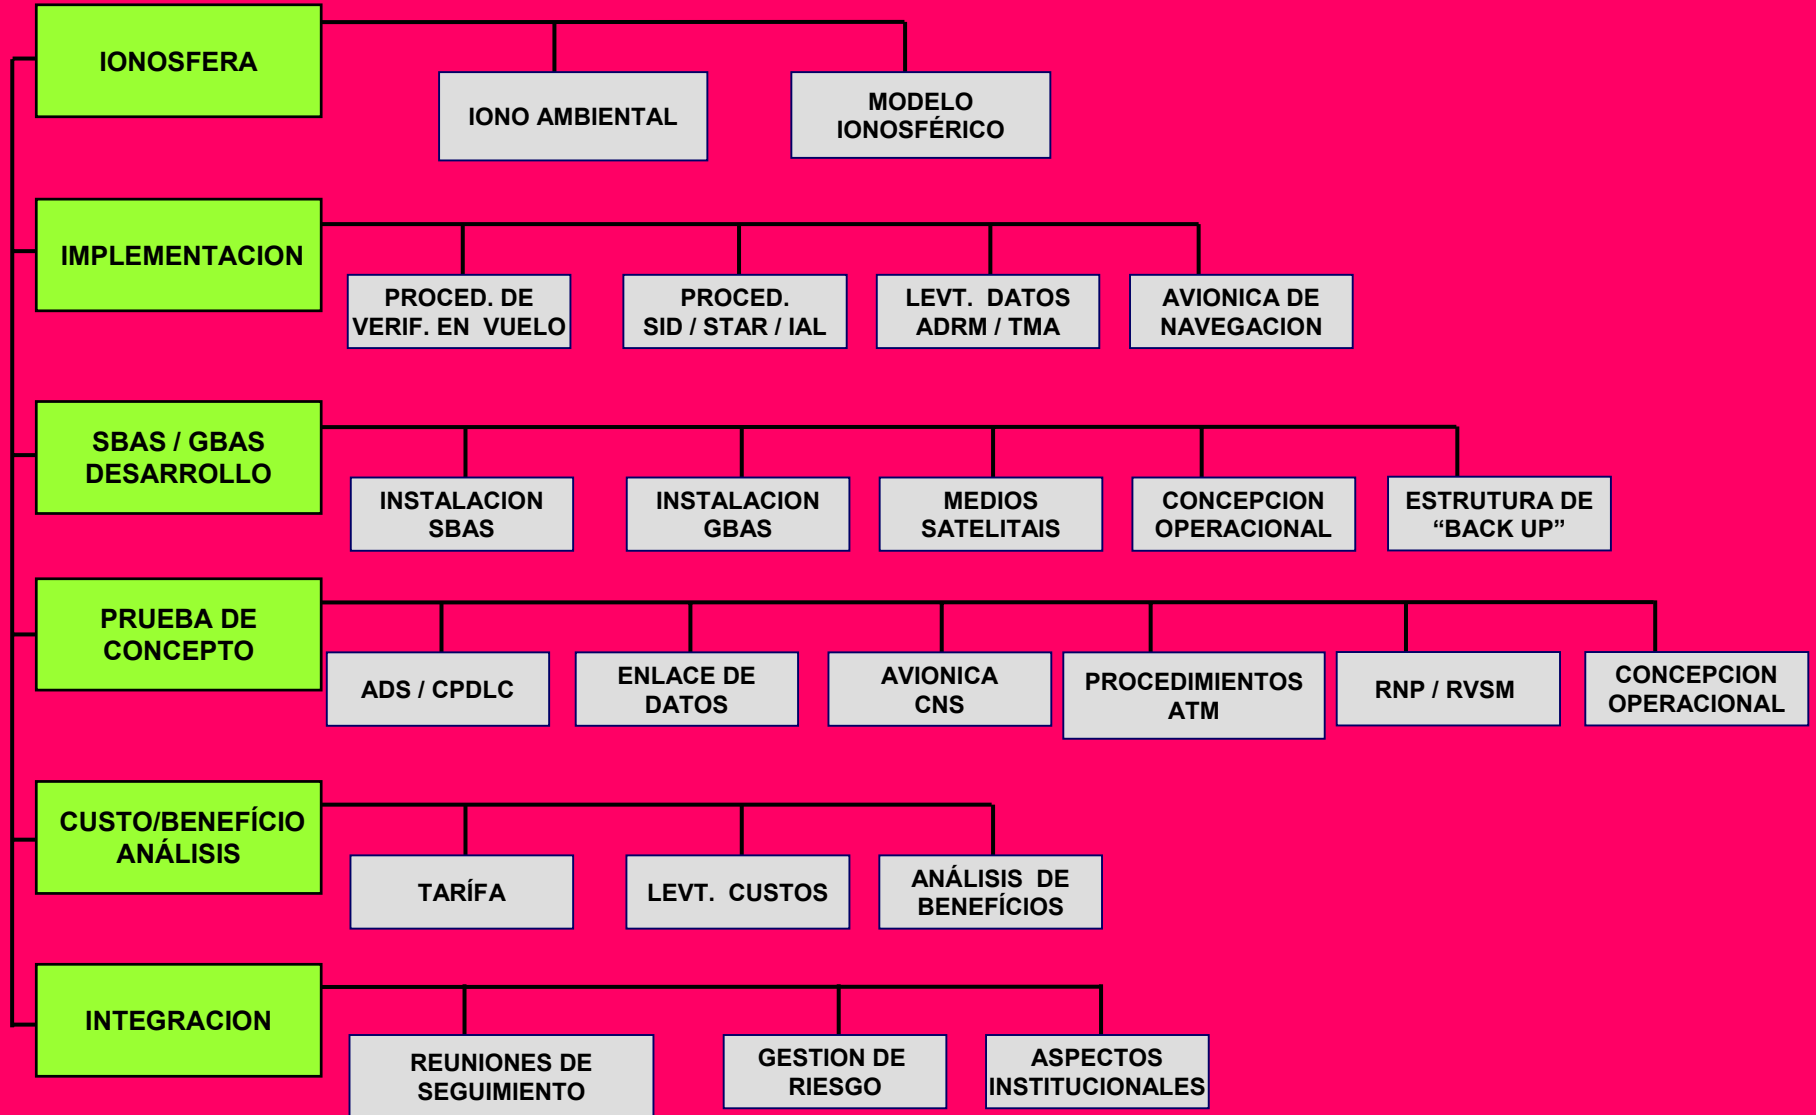 IONOSFERA
IONO AMBIENTAL
MODELO
IONOSFÉRICO
IMPLEMENTACION
PROCED. DE
VERIF. EN VUELO
PROCED.
SID / STAR / IAL
LEVT. DATOS
ADRM / TMA
AVIONICA DE
NAVEGACION
SBAS / GBAS
DESARROLLO
INSTALACION
SBAS
INSTALACION
GBAS
MEDIOS
SATELITAIS
CONCEPCION
OPERACIONAL
ESTRUTURA DE
“BACK UP”
PRUEBA DE
CONCEPTO
ADS / CPDLC
ENLACE DE
DATOS
AVIONICA
CNS
PROCEDIMIENTOS
ATM
RNP / RVSM
CONCEPCION
OPERACIONAL
CUSTO/BENEFÍCIO
ANÁLISIS
TARÍFA
LEVT. CUSTOS
ANÁLISIS DE
BENEFÍCIOS
INTEGRACION
REUNIONES DE
SEGUIMIENTO
GESTION DE
RIESGO
ASPECTOS
INSTITUCIONALES